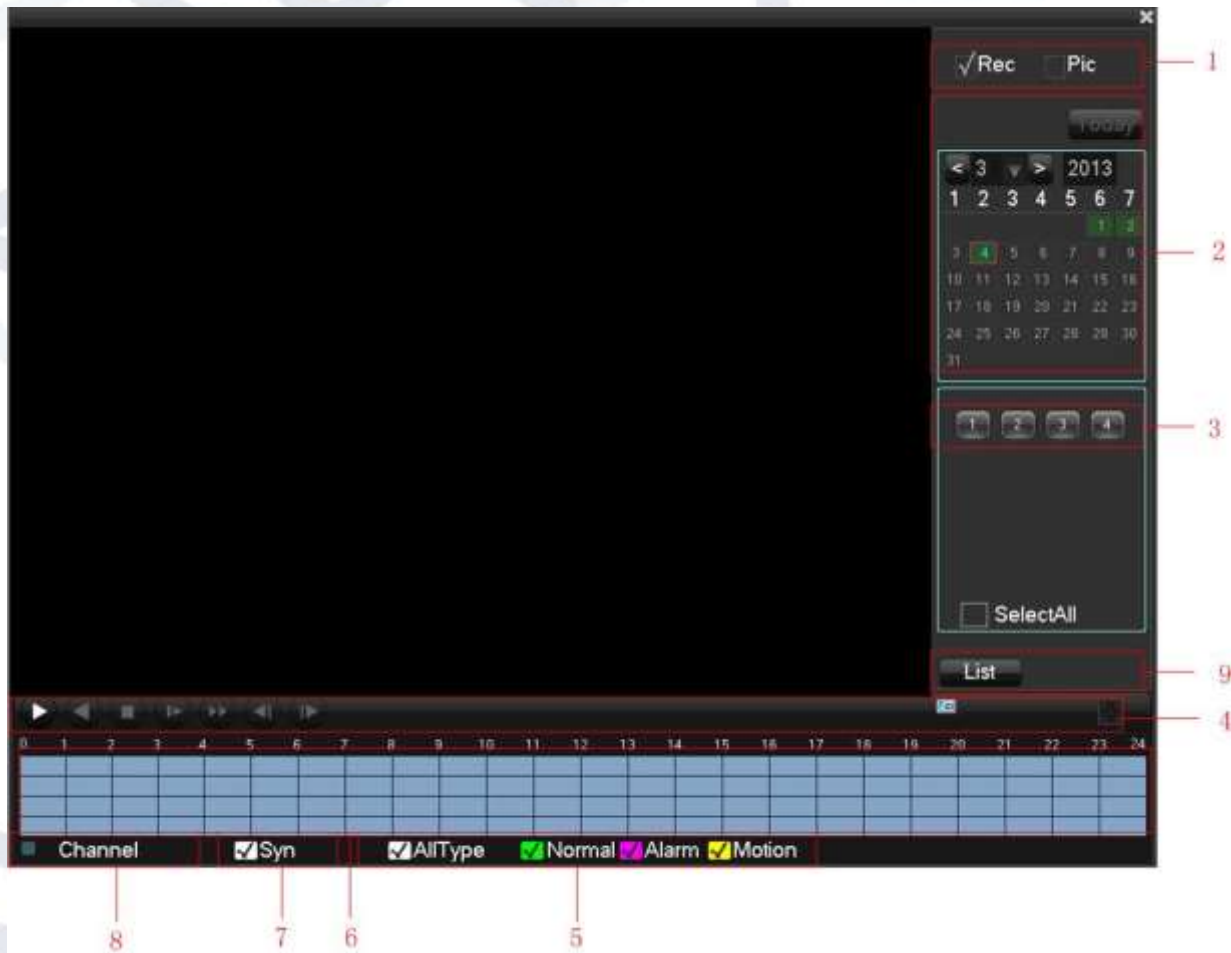 Rec Pic 1
Today
< 3 > 2013
1 2 3 4 5 6 7
1 2
2
3 4 5 6 7 8 9
10 11 12 13 14 15 16
17 18 19 20 21 22 23
24 25 26 27 28 29 30
31
1 2 3 4 3
SelectAll
List 9
4
0 1 2 3 4 5 6 7 8 9 10 11 12 13 14 15 16 17 18 19 20 21 22 23 24
Channel Syn AllType Normal Alarm Motion
8 7 6 5